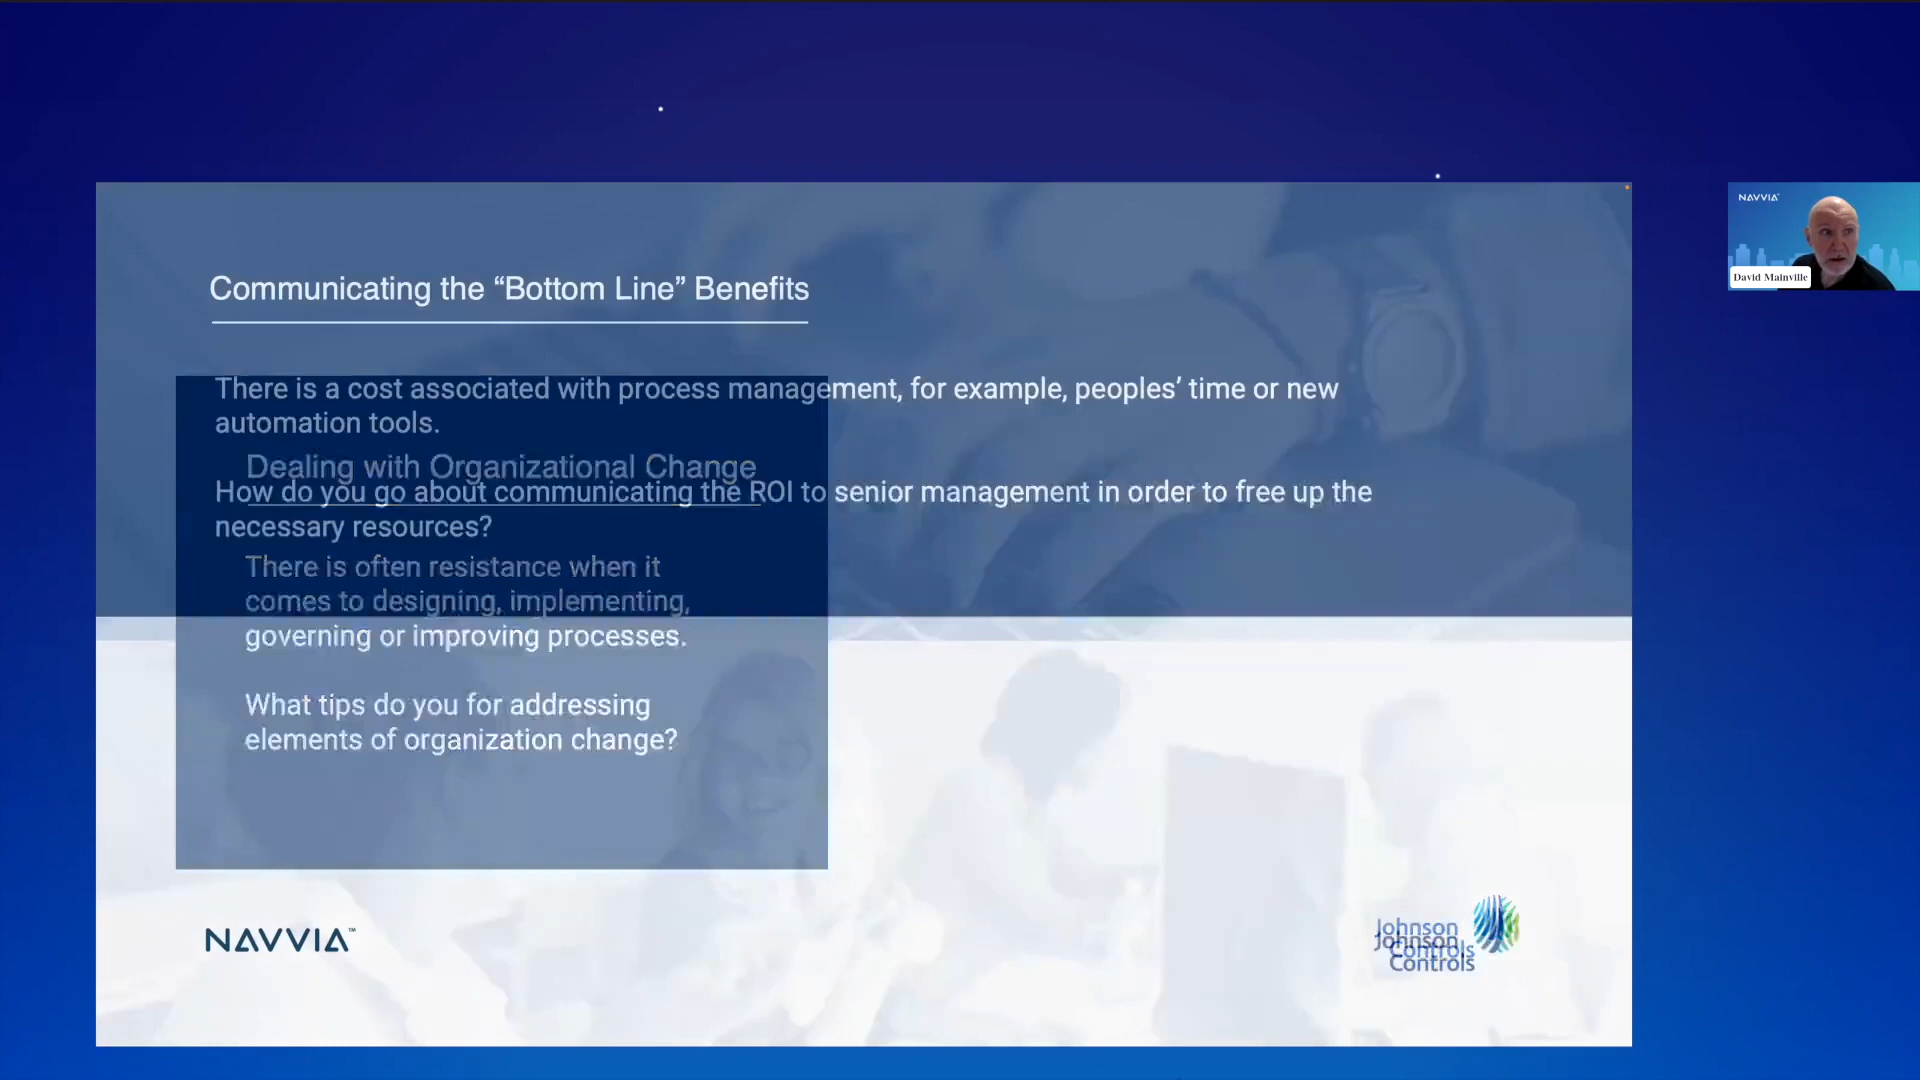 NAVVIA
David Mainville
Communicating the “Bottom Line” Benefits
There is a cost associated with process management, for example, peoples’ time or new
automation tools.
How do you go about communicating the ROI to senior management in order to free up the
necessary resources?
Dealing with Organizational Change
There is often resistance when it
comes to designing, implementing,
governing or improving processes.
What tips do you for addressing
elements of organization change?
NAVVIA™
Johnson
Controls
Johnson
Controls